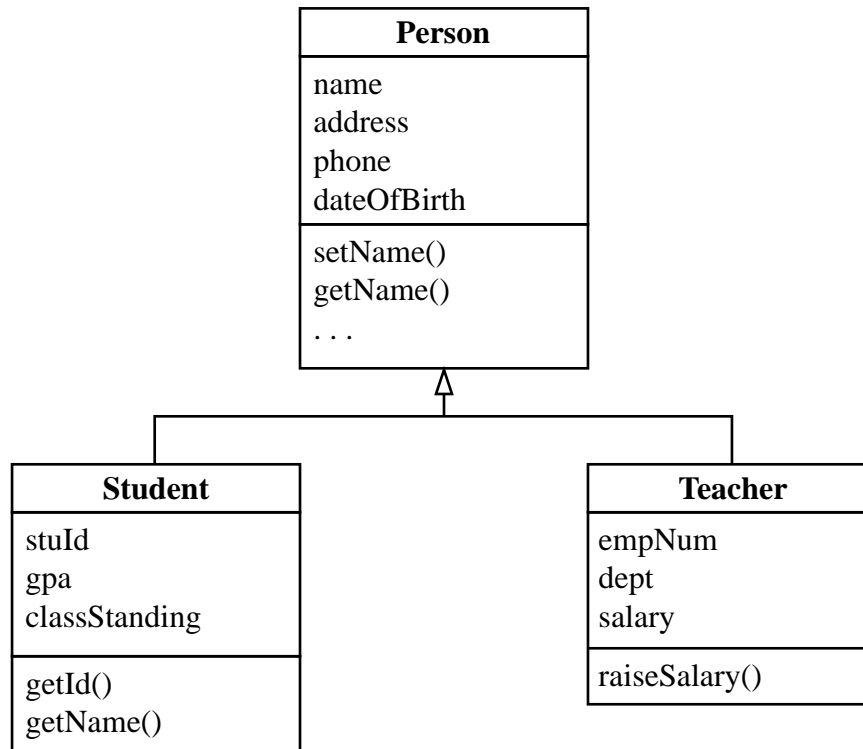 Person
name
address
phone
dateOfBirth
setName()
getName()
. . .
Student
stuId
gpa
classStanding
getId()
getName()
Teacher
empNum
dept
salary
raiseSalary()